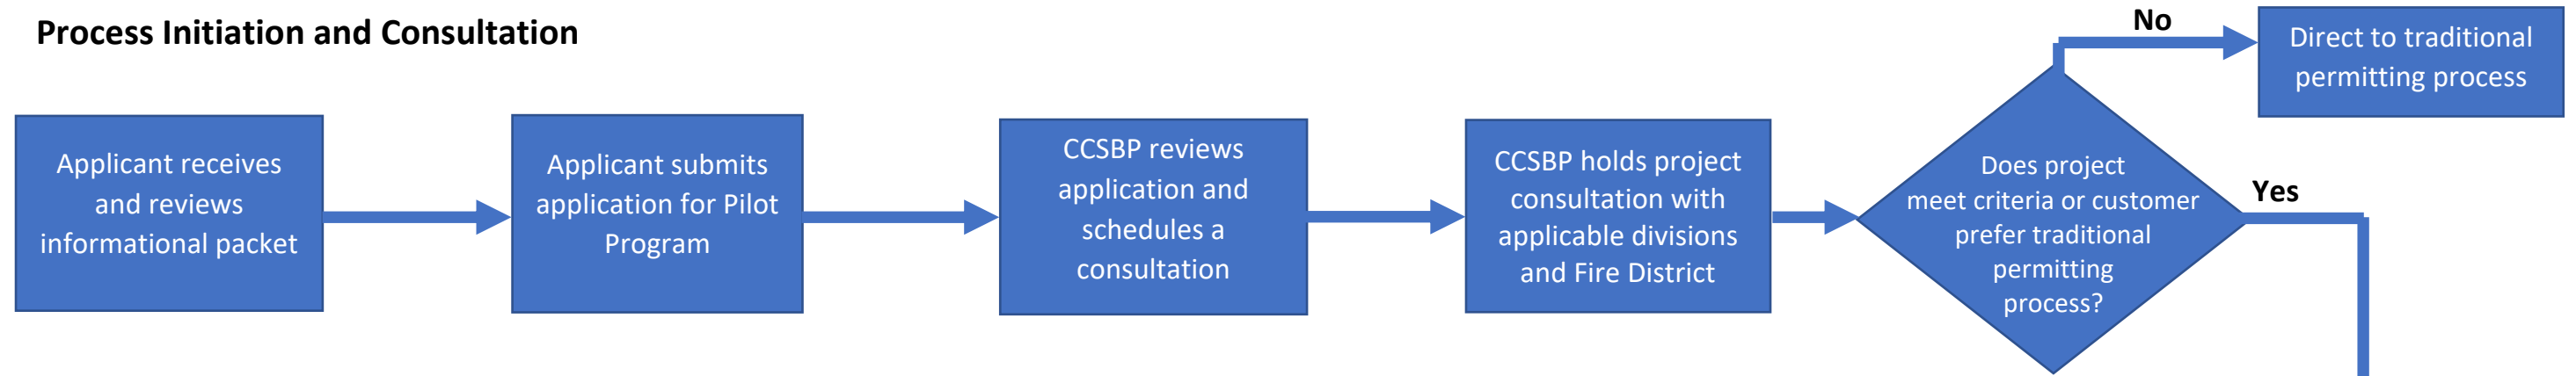 Process Initiation and Consultation
Applicant receives
and reviews
informational packet
Applicant submits
application for Pilot
Program
CCSBP reviews
application and
schedules a
consultation
CCSBP holds project
consultation with
applicable divisions
and Fire District
Does project
meet criteria or customer
prefer traditional
permitting
process?
No
Direct to traditional
permitting process
Yes